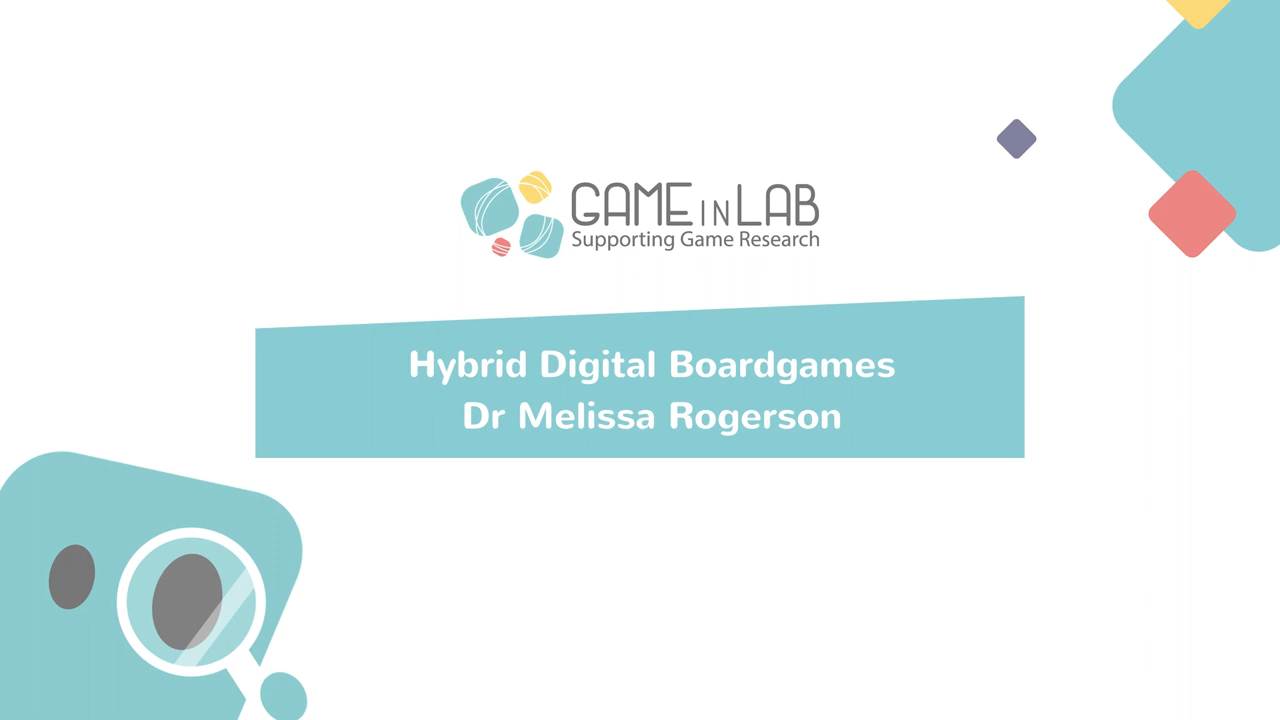 GAME IN LAB
Supporting Game Research
Hybrid Digital Boardgames
Dr Melissa Rogerson